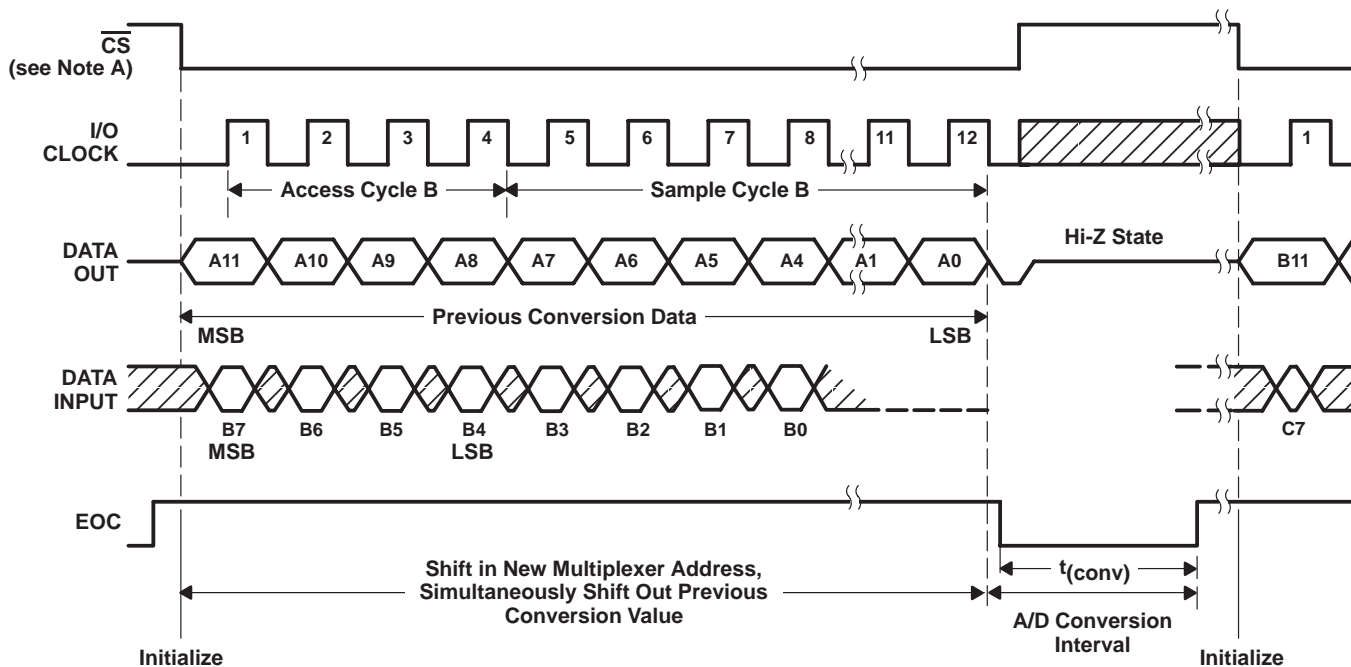 CS
(see Note A)
I/O
CLOCK
1 2 3 4 5 6 7 8 11 12 1
Access Cycle B Sample Cycle B
DATA
OUT
A11 A10 A9 A8 A7 A6 A5 A4 A1 A0 Hi-Z State B11
Previous Conversion Data
MSB LSB
DATA
INPUT
B7 B6 B5 B4 B3 B2 B1 B0 C7
MSB LSB
EOC
Shift in New Multiplexer Address,
Simultaneously Shift Out Previous
Conversion Value
t(conv)
A/D Conversion
Interval
Initialize Initialize